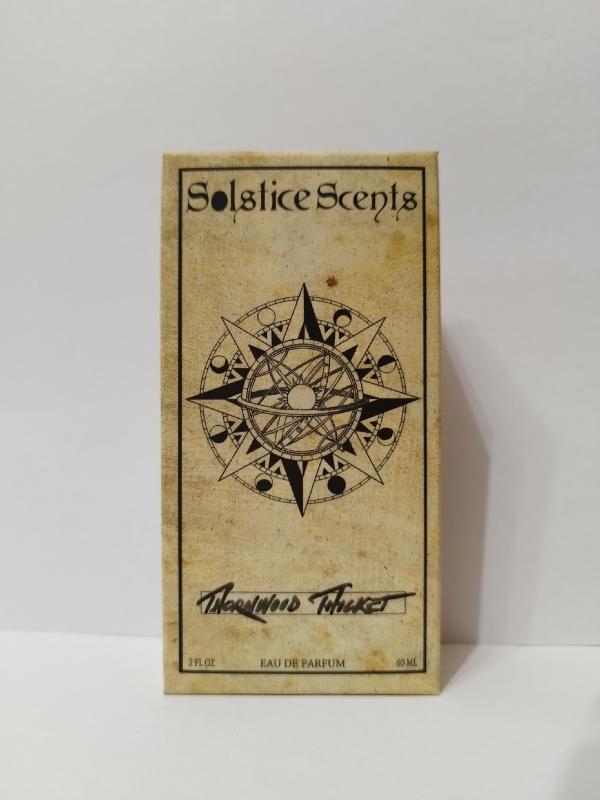 Solstice Scents
Thornwood Thicket
2 FL OZ EAU DE PARFUM 60 ML